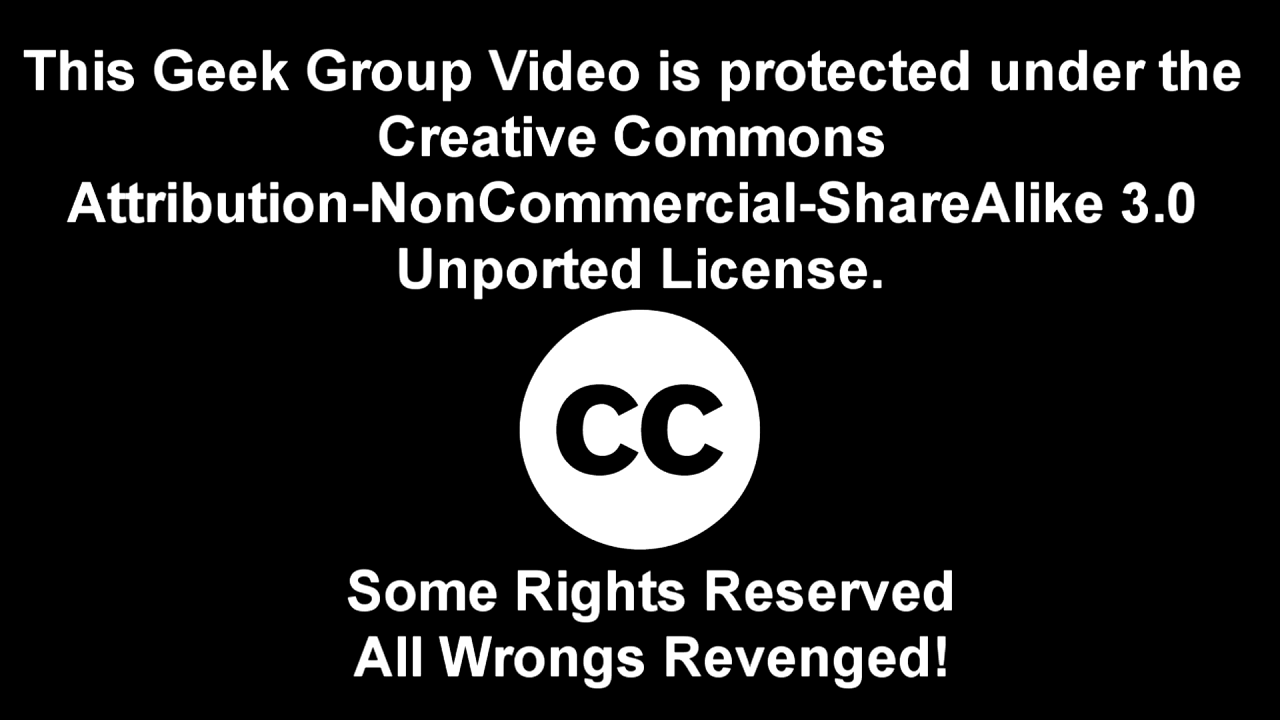 This Geek Group Video is protected under the
Creative Commons
Attribution-NonCommercial-ShareAlike 3.0
Unported License.
cc
Some Rights Reserved
All Wrongs Revenged!